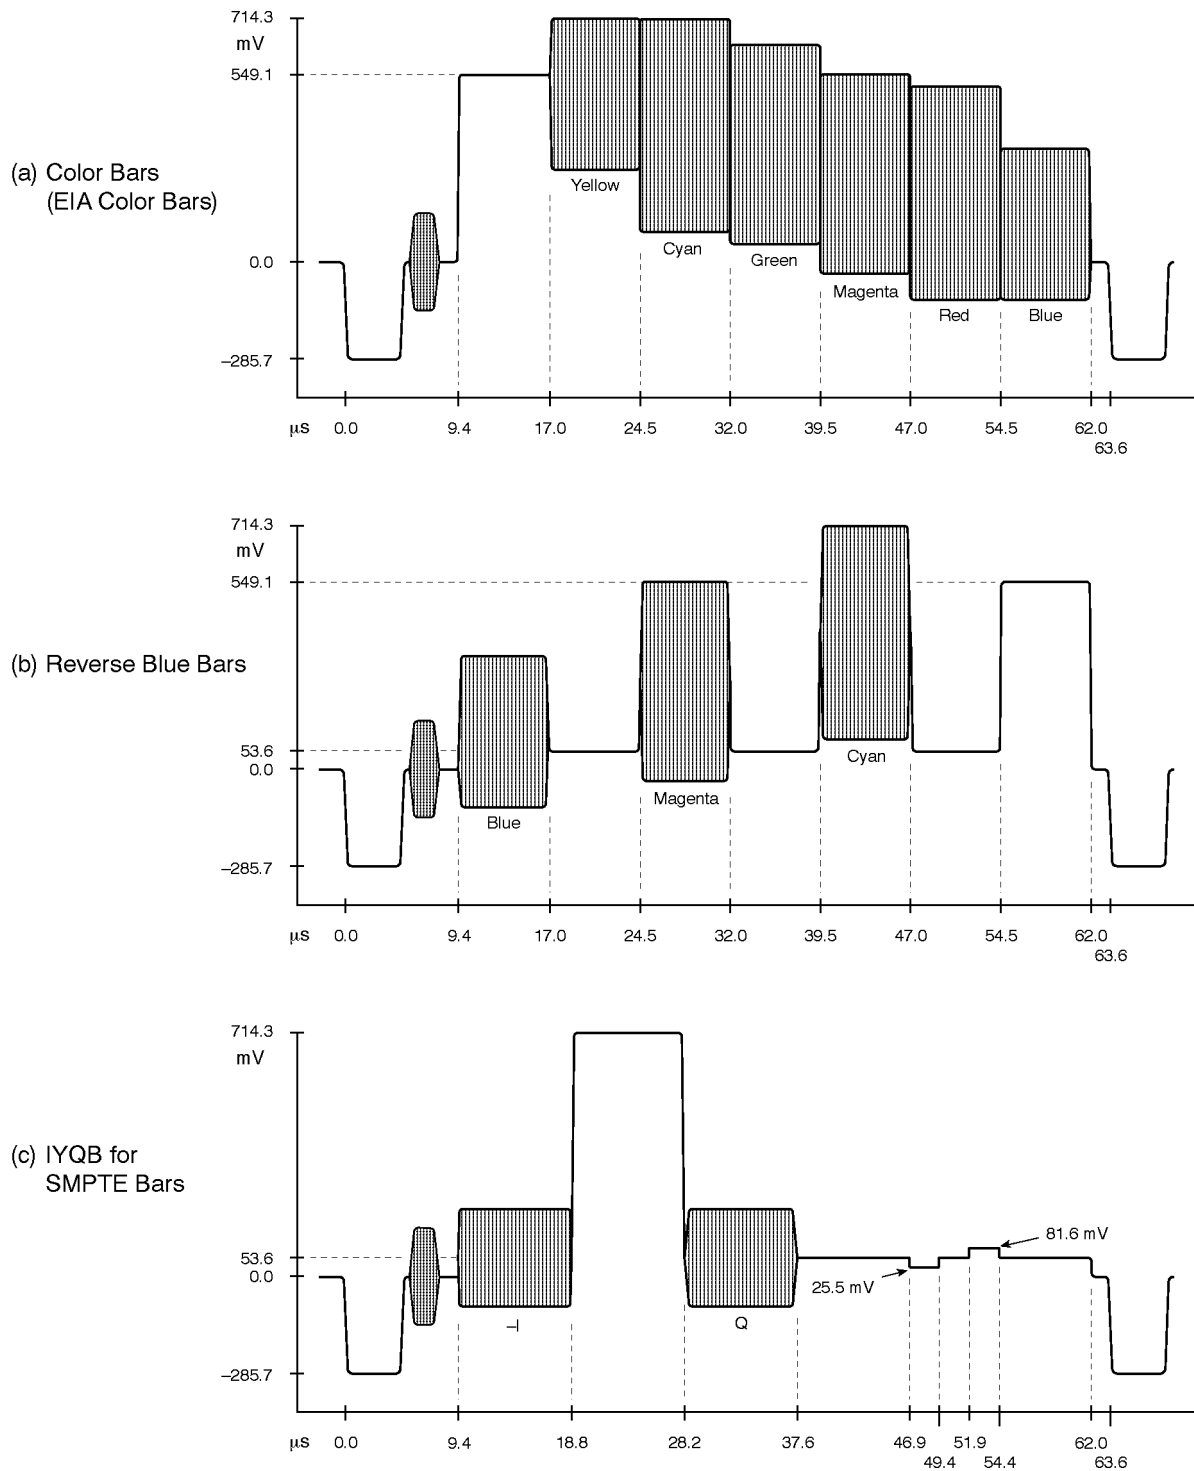 714.3
mV
549.1
(a) Color Bars
(EIA Color Bars)
Yellow
Cyan
Green
0.0
Magenta
Red
Blue
–285.7
µs 0.0 9.4 17.0 24.5 32.0 39.5 47.0 54.5 62.0
63.6
714.3
mV
549.1
(b) Reverse Blue Bars
53.6
0.0
Cyan
Magenta
Blue
–285.7
µs 0.0 9.4 17.0 24.5 32.0 39.5 47.0 54.5 62.0
63.6
714.3
mV
(c) IYQB for
SMPTE Bars
81.6 mV
53.6
0.0
25.5 mV
–I
Q
–285.7
µs 0.0 9.4 18.8 28.2 37.6 46.9 51.9 62.0
49.4 54.4 63.6